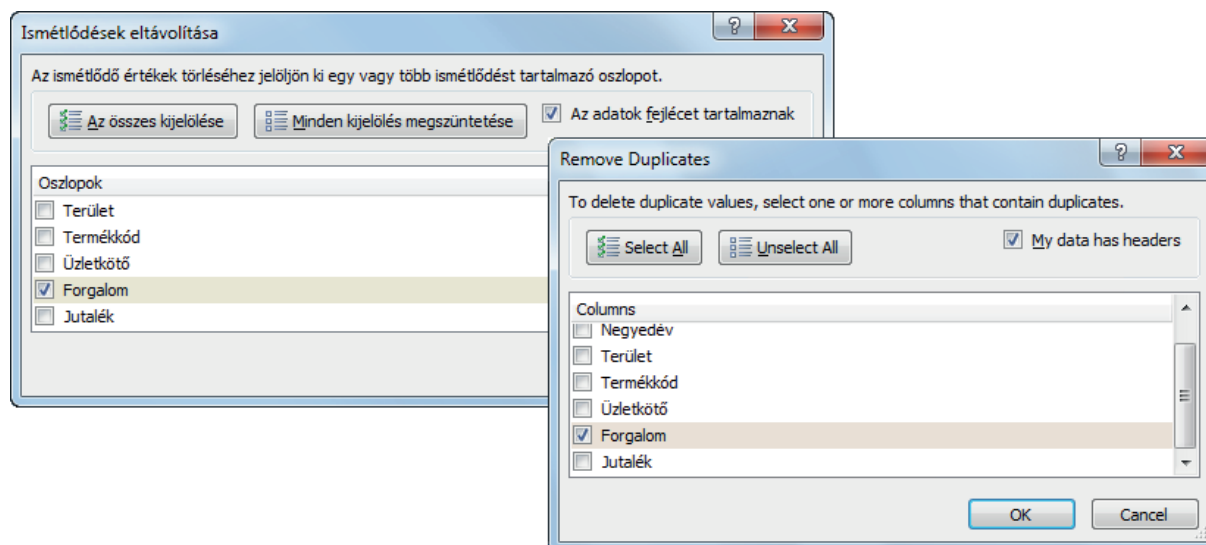 Ismétlődések eltávolítása
Az ismétlődő értékek törléséhez jelöljön ki egy vagy több ismétlődést tartalmazó oszlopot.
Az összes kijelölése Minden kijelölés megszüntetése Az adatok fejlécet tartalmaznak
Oszlopok
Terület
Termékkód
Üzletkötő
Forgalom
Jutalék
Remove Duplicates
To delete duplicate values, select one or more columns that contain duplicates.
Select All Unselect All My data has headers
Columns
Negyedév
Terület
Termékkód
Üzletkötő
Forgalom
Jutalék
OK Cancel